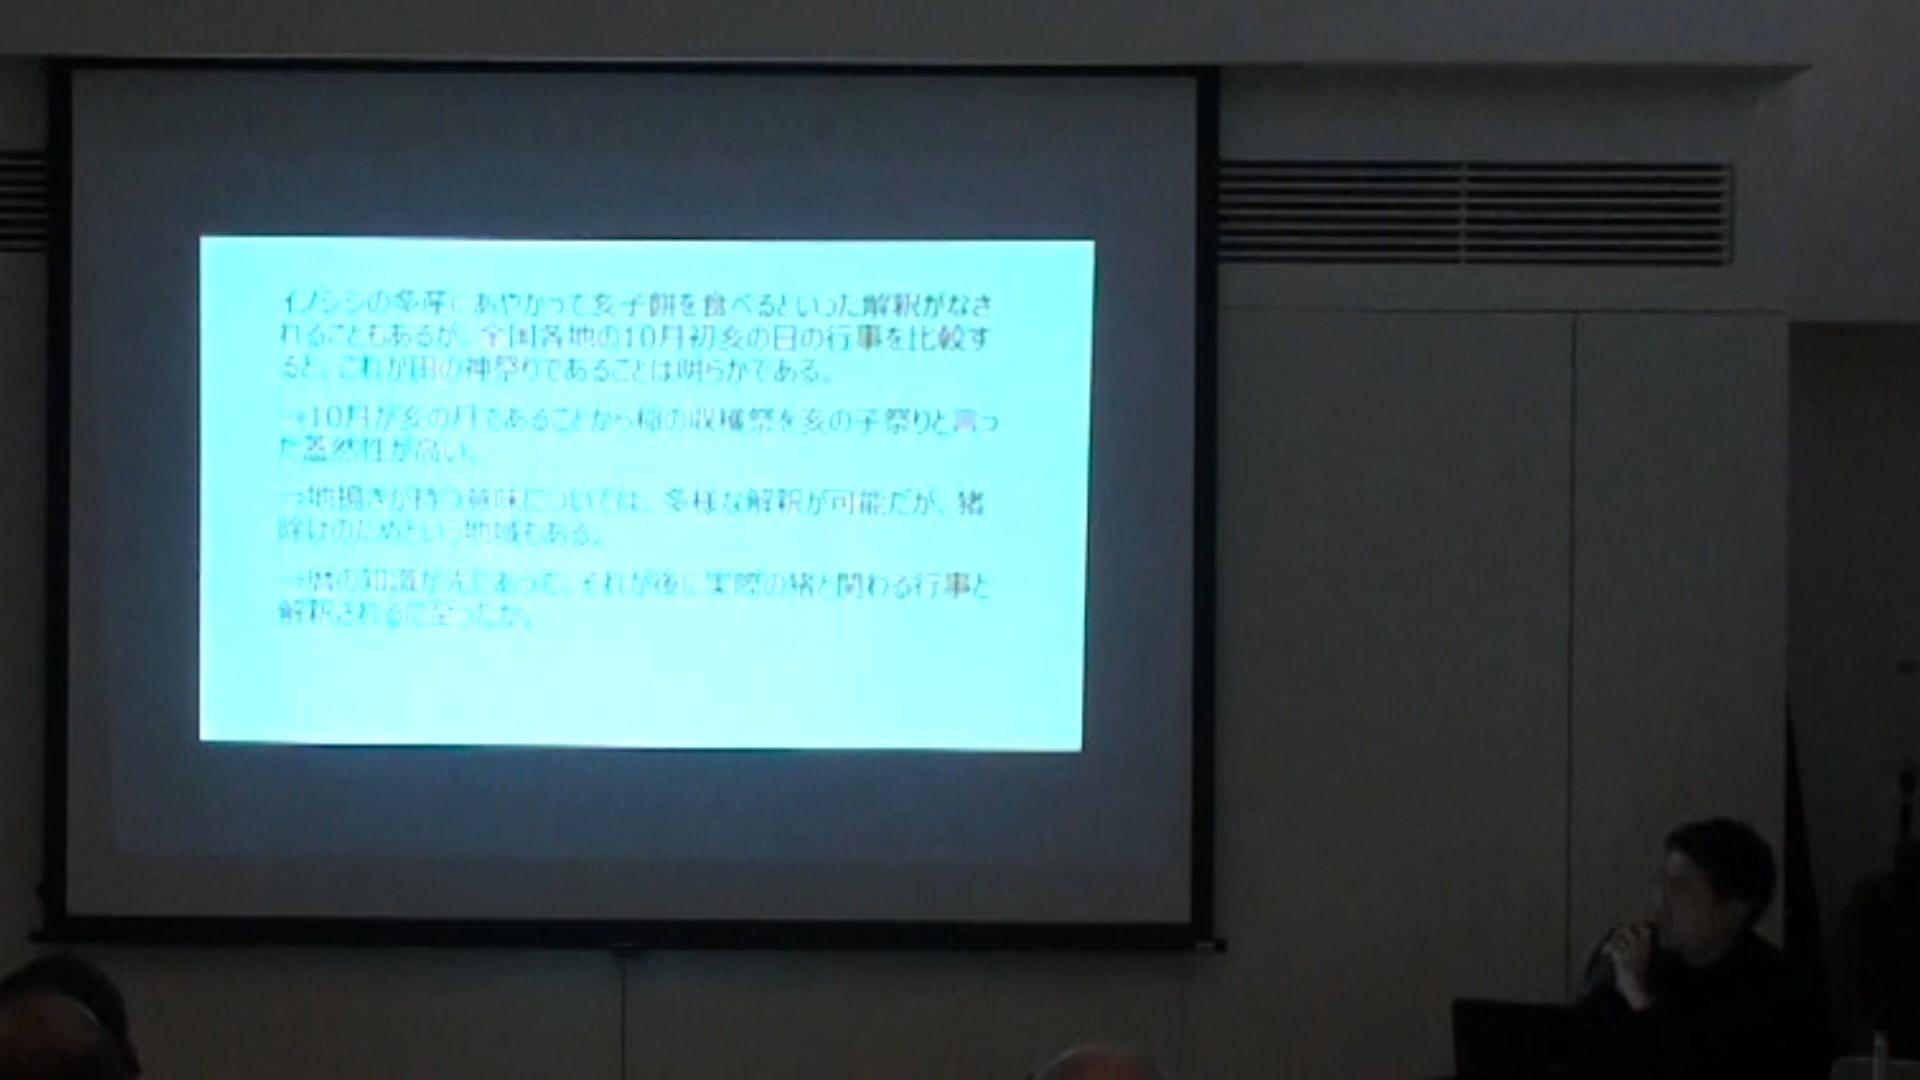 イノシシの多産にあやかって亥子餅を食べるといった解釈がなさ
れることもあるが、全国各地の10月初亥の日の行事を比較す
ると、これが田の神祭りであることは明らかである。
→10月が亥の月であることから稲の収穫祭を亥の子祭りと言っ
た蓋然性が高い。
→地搗きが持つ意味については、多様な解釈が可能だが、猪
除けのためという地域もある。
→暦の知識が先にあって、それが後に実際の猪と関わる行事と
解釈されるに至ったか。